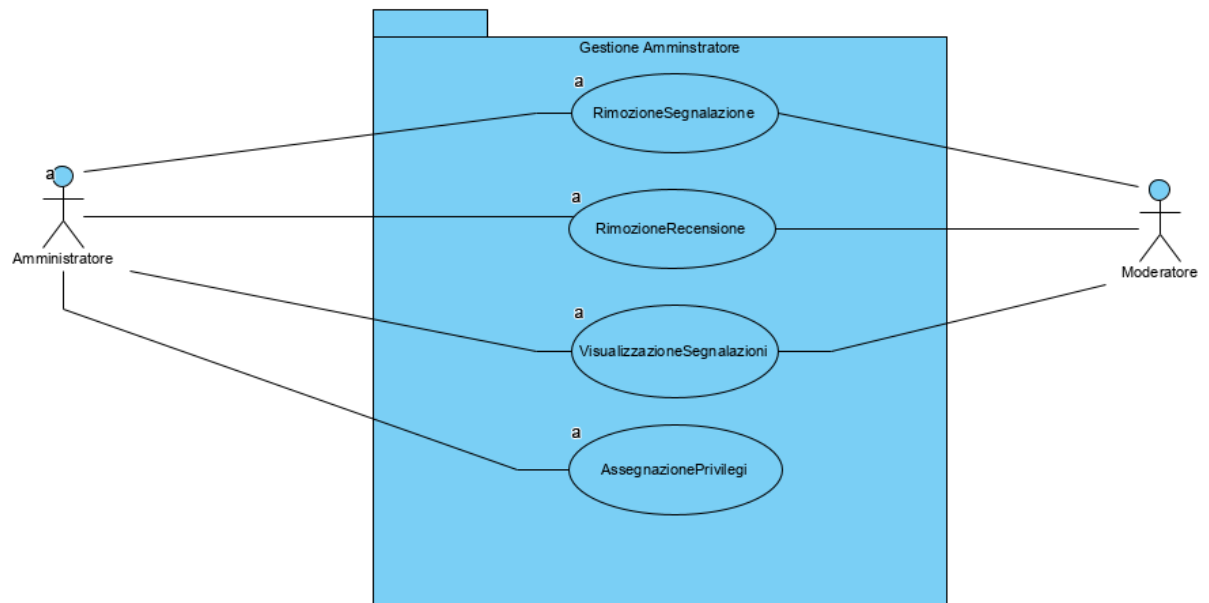 Gestione Amminstratore
a
RimozioneSegnalazione
a
Amministratore
a
RimozioneRecensione
Moderatore
a
VisualizzazioneSegnalazioni
a
AssegnazionePrivilegi